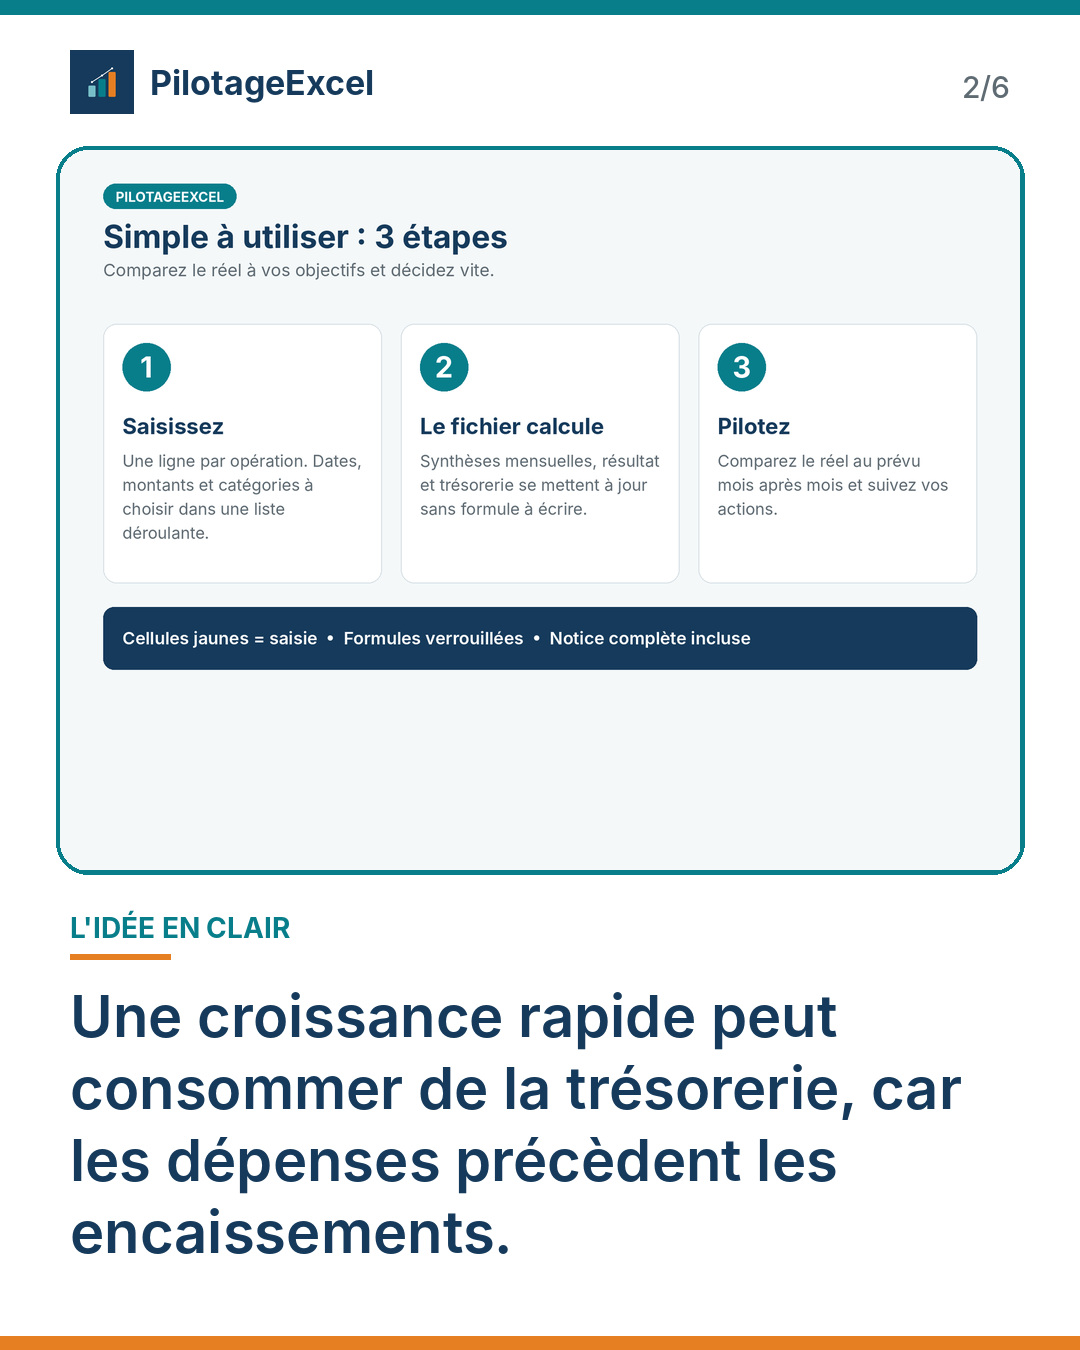 PilotageExcel
2/6
PILOTAGEEXCEL
Simple à utiliser : 3 étapes
Comparez le réel à vos objectifs et décidez vite.
1
Saisissez
Une ligne par opération. Dates,
montants et catégories à
choisir dans une liste
déroulante.
2
Le fichier calcule
Synthèses mensuelles, résultat
et trésorerie se mettent à jour
sans formule à écrire.
3
Pilotez
Comparez le réel au prévu
mois après mois et suivez vos
actions.
Cellules jaunes = saisie • Formules verrouillées • Notice complète incluse
L'IDÉE EN CLAIR
Une croissance rapide peut
consommer de la trésorerie, car
les dépenses précèdent les
encaissements.